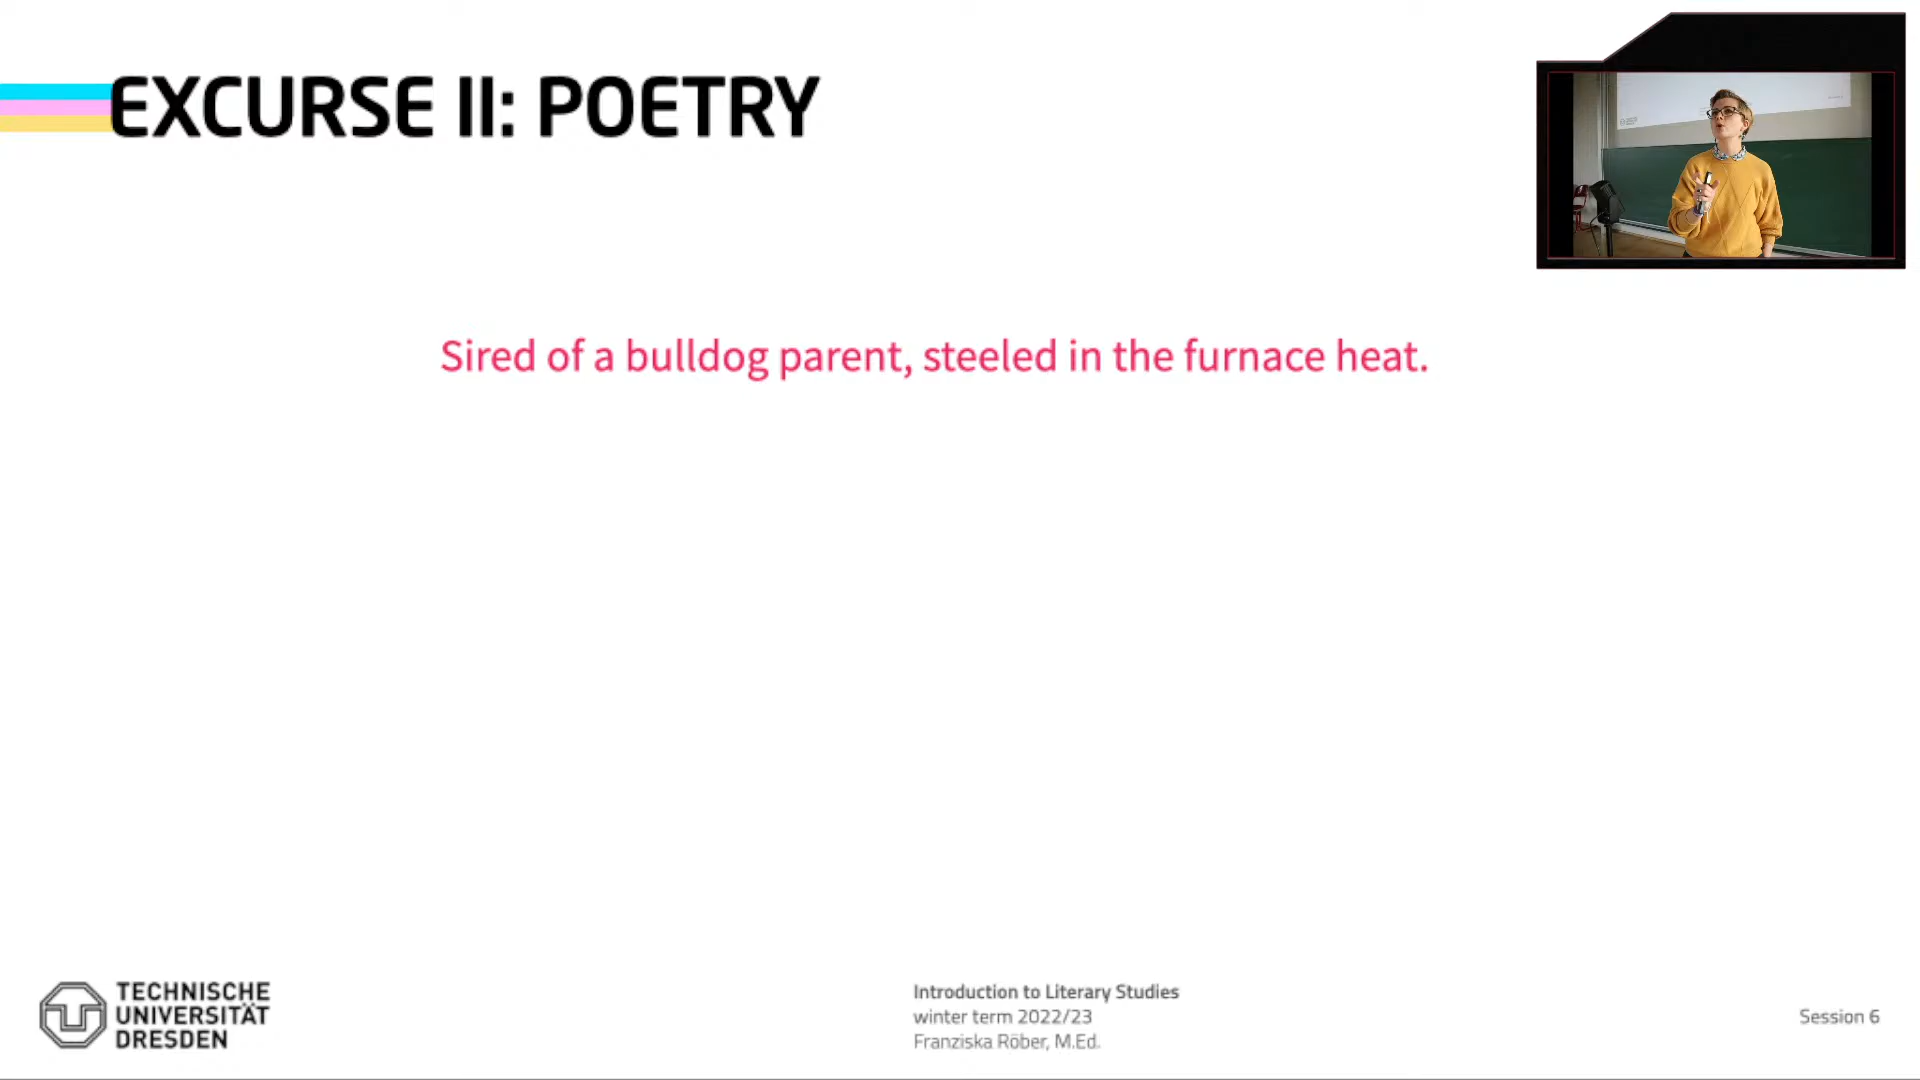 EXCURSE II: POETRY
Sired of a bulldog parent, steeled in the furnace heat.
TECHNISCHE
UNIVERSITÄT
DRESDEN
Introduction to Literary Studies
winter term 2022/23
Franziska Röber, M.Ed.
Session 6